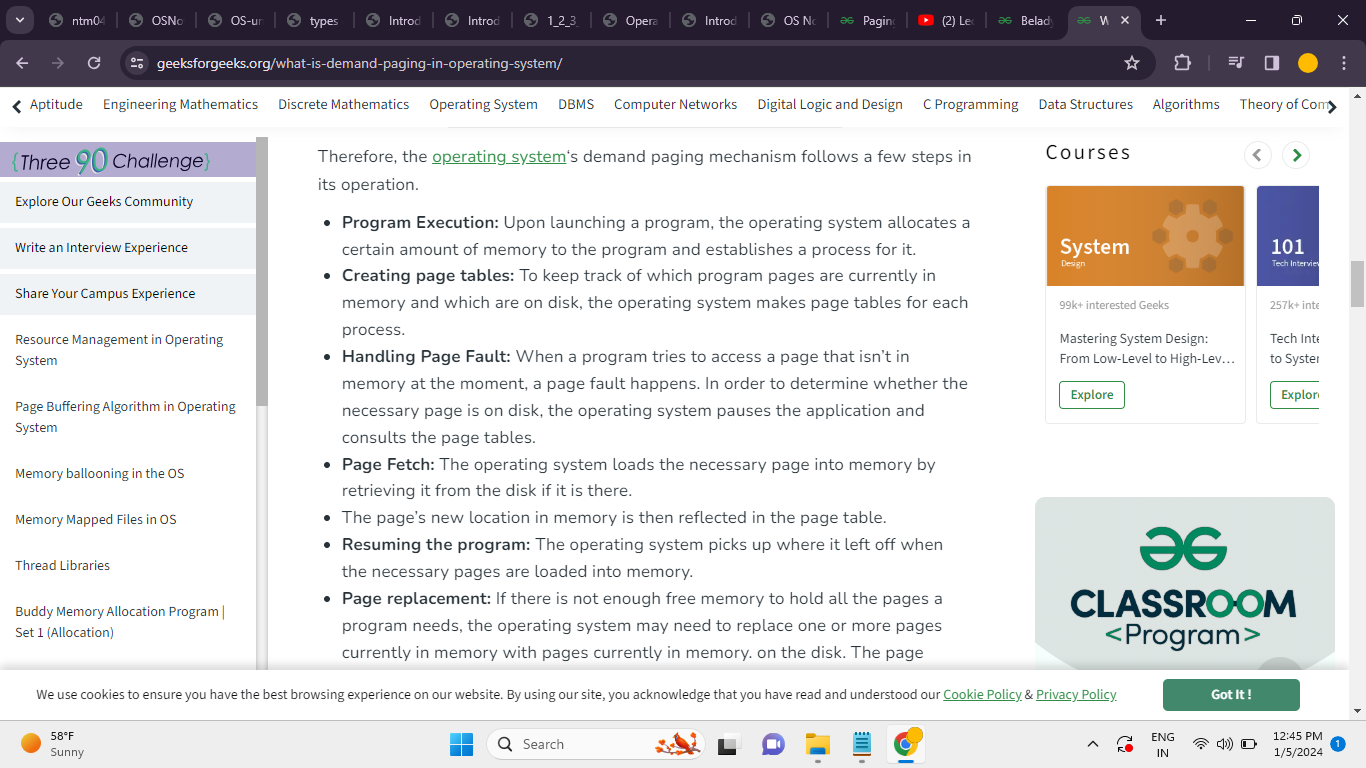 ntm04
OSNo
OS-un
types
Introd
Introd
1_2_3_
Opera
Introd
OS No
Paging
(2) Lec
Belady
W
geeksforgeeks.org/what-is-demand-paging-in-operating-system/
Aptitude Engineering Mathematics Discrete Mathematics Operating System DBMS Computer Networks Digital Logic and Design C Programming Data Structures Algorithms Theory of Com
{Three 90 Challenge}
Explore Our Geeks Community
Write an Interview Experience
Share Your Campus Experience
Resource Management in Operating
System
Page Buffering Algorithm in Operating
System
Memory ballooning in the OS
Memory Mapped Files in OS
Thread Libraries
Buddy Memory Allocation Program |
Set 1 (Allocation)
Therefore, the operating system‘s demand paging mechanism follows a few steps in
its operation.
• Program Execution: Upon launching a program, the operating system allocates a
certain amount of memory to the program and establishes a process for it.
• Creating page tables: To keep track of which program pages are currently in
memory and which are on disk, the operating system makes page tables for each
process.
• Handling Page Fault: When a program tries to access a page that isn’t in
memory at the moment, a page fault happens. In order to determine whether the
necessary page is on disk, the operating system pauses the application and
consults the page tables.
• Page Fetch: The operating system loads the necessary page into memory by
retrieving it from the disk if it is there.
• The page’s new location in memory is then reflected in the page table.
• Resuming the program: The operating system picks up where it left off when
the necessary pages are loaded into memory.
• Page replacement: If there is not enough free memory to hold all the pages a
program needs, the operating system may need to replace one or more pages
currently in memory with pages currently in memory. on the disk. The page
Courses
System
Design
99k+ interested Geeks
Mastering System Design:
From Low-Level to High-Lev...
Explore
101
Tech Interview
257k+ inte
Tech Inte
to System
Explore
CLASSROOM
<Program>
We use cookies to ensure you have the best browsing experience on our website. By using our site, you acknowledge that you have read and understood our Cookie Policy & Privacy Policy
Got It !
58°F
Sunny
Search
ENG
IN
12:45 PM
1/5/2024
1